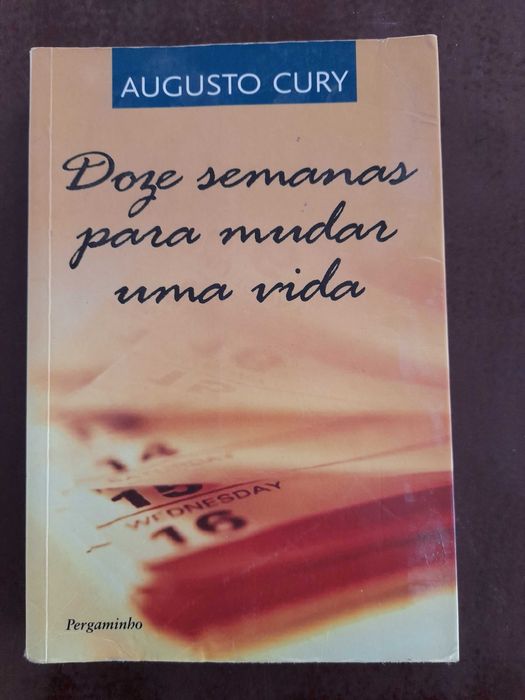 AUGUSTO CURY
Doze semanas
para mudar
uma vida
14
15
WEDNESDAY
16
Pergaminho